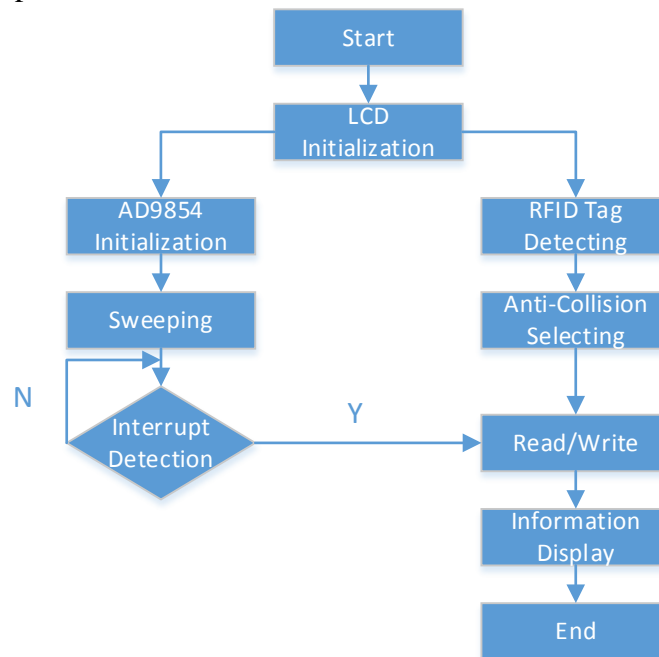 Start
LCD
Initialization
AD9854
Initialization
RFID Tag
Detecting
Sweeping
Anti-Collision
Selecting
N
Interrupt
Detection
Y
Read/Write
Information
Display
End